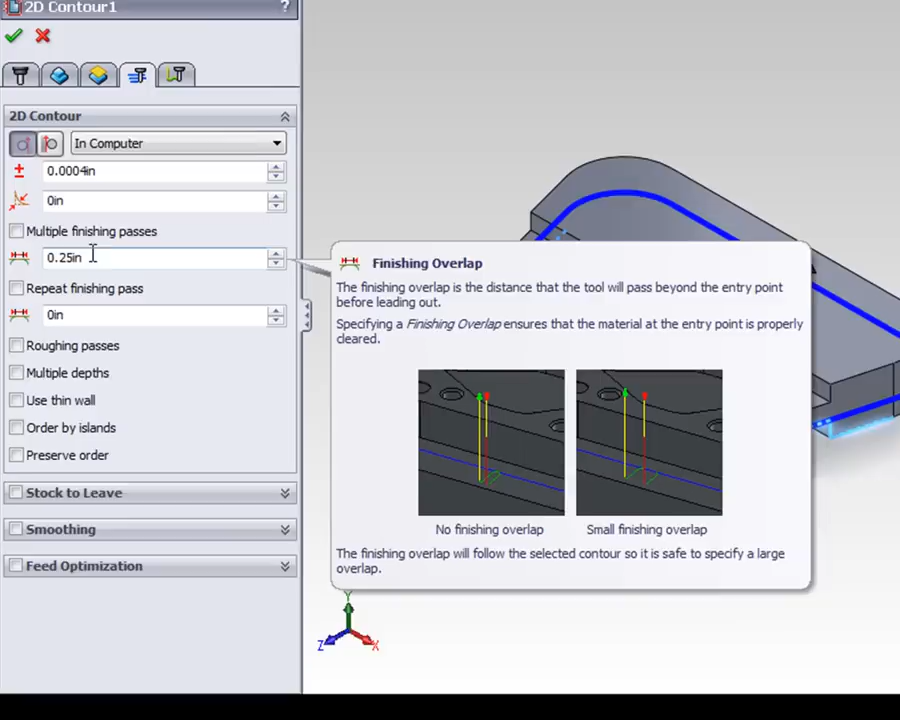 2D Contour1
?
2D Contour
In Computer
0.0004in
0in
Multiple finishing passes
0.25in
Repeat finishing pass
0in
Roughing passes
Multiple depths
Use thin wall
Order by islands
Preserve order
Stock to Leave
Smoothing
Feed Optimization
Finishing Overlap
The finishing overlap is the distance that the tool will pass beyond the entry point
before leading out.
Specifying a Finishing Overlap ensures that the material at the entry point is properly
cleared.
No finishing overlap
Small finishing overlap
The finishing overlap will follow the selected contour so it is safe to specify a large
overlap.
Y
Z
X